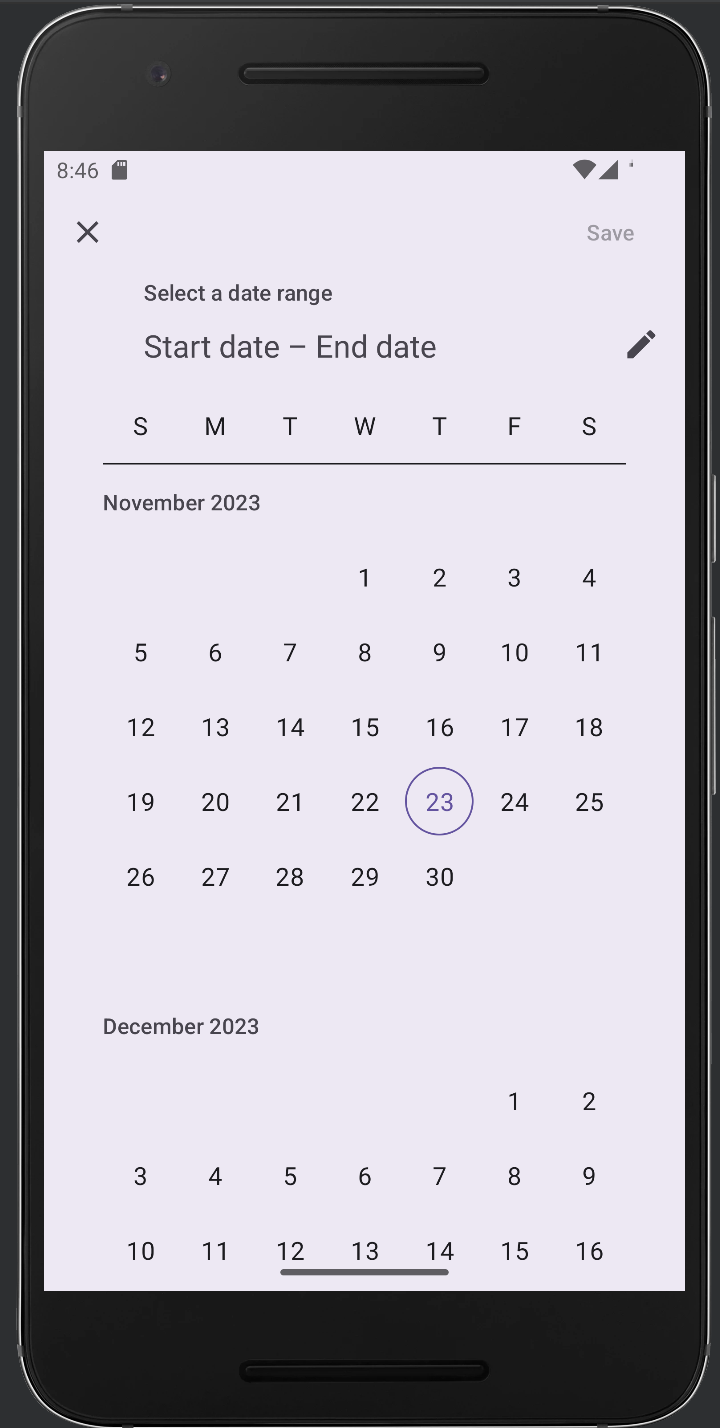 8:46
Save
Select a date range
Start date – End date
S M T W T F S
November 2023
1 2 3 4
5 6 7 8 9 10 11
12 13 14 15 16 17 18
19 20 21 22 23 24 25
26 27 28 29 30
December 2023
1 2
3 4 5 6 7 8 9
10 11 12 13 14 15 16